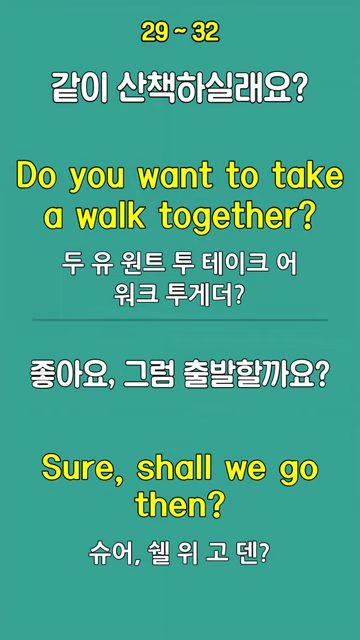 29 ~ 32
같이 산책하실래요?
Do you want to take
a walk together?
두 유 원트 투 테이크 어
워크 투게더?
좋아요, 그럼 출발할까요?
Sure, shall we go
then?
슈어, 쉘 위 고 덴?